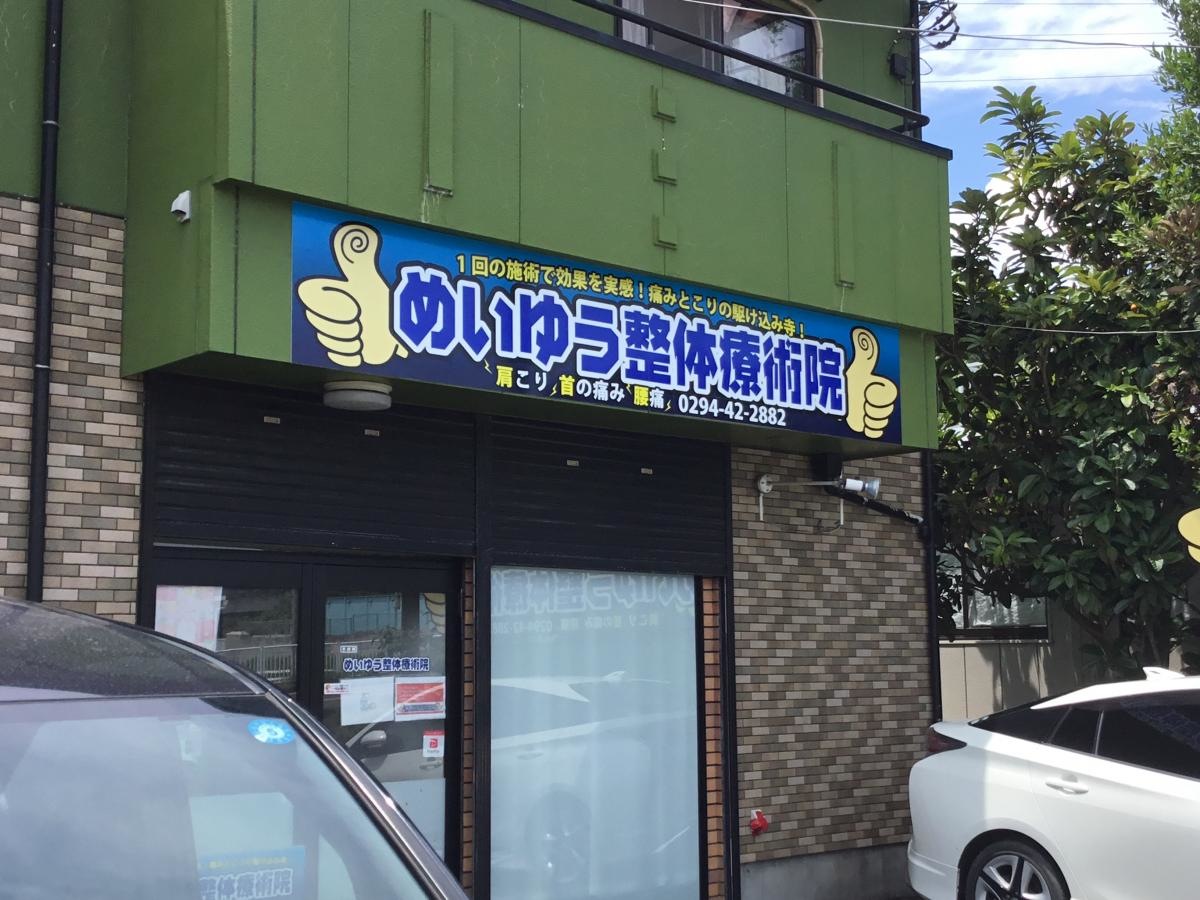 1回の施術で効果を実感！痛みとこりの駆け込み寺！
めいゆう整体療術院
肩こり 首の痛み 腰痛 0294-42-2882
めいゆう整体療術院
整体療術院